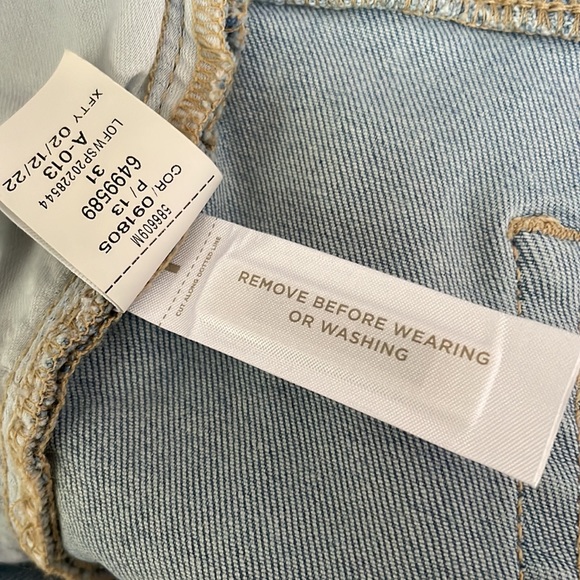 586609M
COR/091805
P/ 13
31
6499589
A-013
LOFWSP20228544
02/12/22
XFTY
CUT ALONG DOTTED LINE
REMOVE BEFORE WEARING
OR WASHING